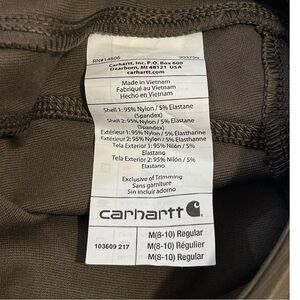 RN#14806
Carhartt, Inc. P.O. Box 600
Dearborn, MI 48121 USA
carhartt.com
Made in Vietnam
Fabriqué au Vietnam
Hecho en Vietnam
Shell 1: 95% Nylon / 5% Elastane
(Spandex)
Shell 2: 95% Nylon / 5% Elastane
(Spandex)
Extérieur 1: 95% Nylon / 5% Élasthanne
Extérieur 2: 95% Nylon / 5% Élasthanne
Tela Exterior 1: 95% Nilón / 5%
Elastano
Tela Exterior 2: 95% Nilón / 5%
Elastano
Exclusive of Trimming
Sans garniture
Sin incluir adorno
carhartt
103609 217
M(8-10) Regular
M(8-10) Régulier
M(8-10) Regular